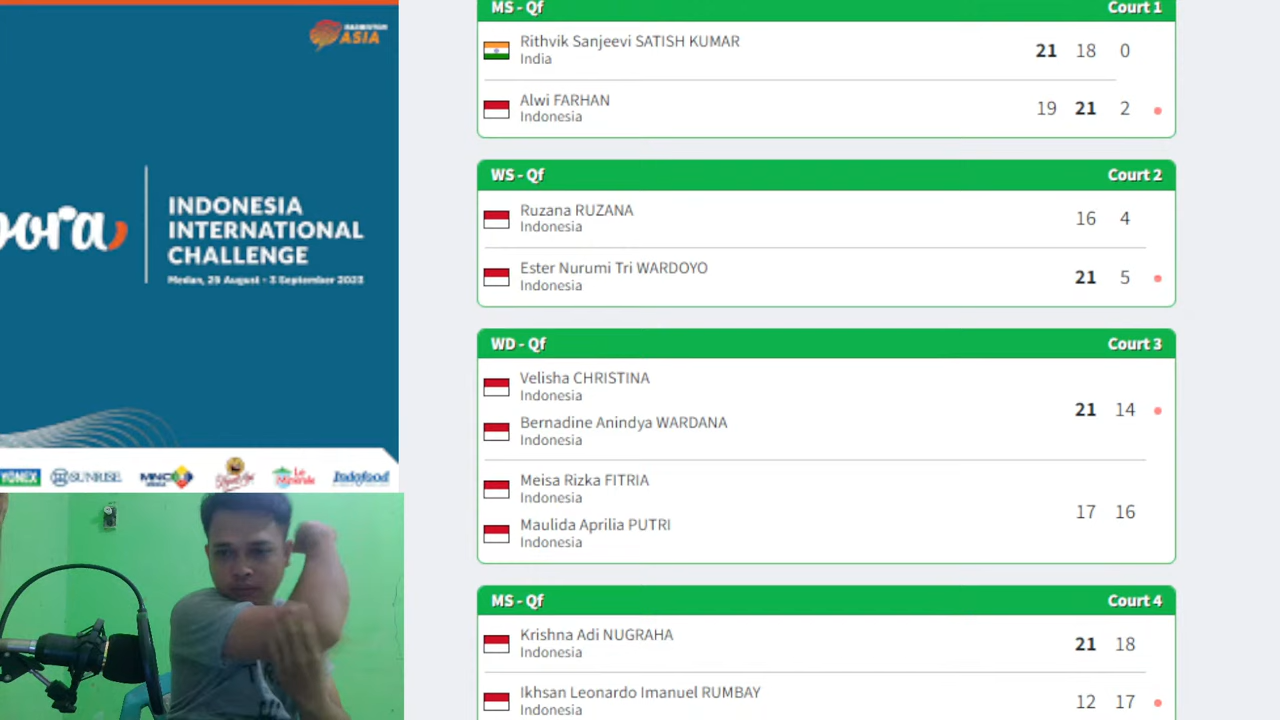 BADMINTON
ASIA
pora
INDONESIA
INTERNATIONAL
CHALLENGE
Medan, 29 August - 3 September 2023
YONEX
SUNRISE
MNC
Le Minerale
Indofood
MS - Qf Court 1
Rithvik Sanjeevi SATISH KUMAR
India
21 18 0
Alwi FARHAN
Indonesia
19 21 2
WS - Qf Court 2
Ruzana RUZANA
Indonesia
16 4
Ester Nurumi Tri WARDOYO
Indonesia
21 5
WD - Qf Court 3
Velisha CHRISTINA
Indonesia
Bernadine Anindya WARDANA
Indonesia
21 14
Meisa Rizka FITRIA
Indonesia
Maulida Aprilia PUTRI
Indonesia
17 16
MS - Qf Court 4
Krishna Adi NUGRAHA
Indonesia
21 18
Ikhsan Leonardo Imanuel RUMBAY
Indonesia
12 17